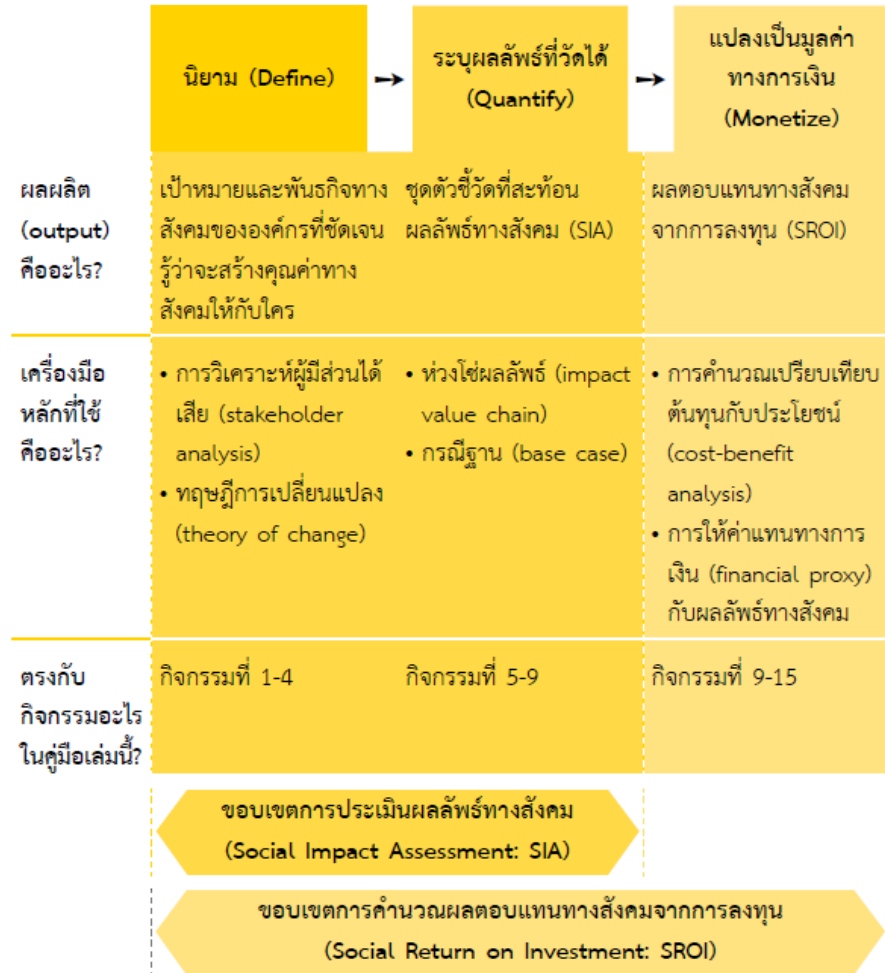 นิยาม (Define)
→
ระบุผลลัพธ์ที่วัดได้
(Quantify)
→
แปลงเป็นมูลค่า
ทางการเงิน
(Monetize)
ผลผลิต
(output)
คืออะไร?
เป้าหมายและพันธกิจทาง
สังคมขององค์กรที่ชัดเจน
รู้ว่าจะสร้างคุณค่าทาง
สังคมให้กับใคร
ชุดตัวชี้วัดที่สะท้อน
ผลลัพธ์ทางสังคม (SIA)
ผลตอบแทนทางสังคม
จากการลงทุน (SROI)
เครื่องมือ
หลักที่ใช้
คืออะไร?
• การวิเคราะห์ผู้มีส่วนได้
เสีย (stakeholder
analysis)
• ทฤษฎีการเปลี่ยนแปลง
(theory of change)
• ห่วงโซ่ผลลัพธ์ (impact
value chain)
• กรณีฐาน (base case)
• การคำนวณเปรียบเทียบ
ต้นทุนกับประโยชน์
(cost-benefit
analysis)
• การให้ค่าแทนทางการ
เงิน (financial proxy)
กับผลลัพธ์ทางสังคม
ตรงกับ
กิจกรรมอะไร
ในคู่มือเล่มนี้?
กิจกรรมที่ 1-4
กิจกรรมที่ 5-9
กิจกรรมที่ 9-15
ขอบเขตการประเมินผลลัพธ์ทางสังคม
(Social Impact Assessment: SIA)
ขอบเขตการคำนวณผลตอบแทนทางสังคมจากการลงทุน
(Social Return on Investment: SROI)